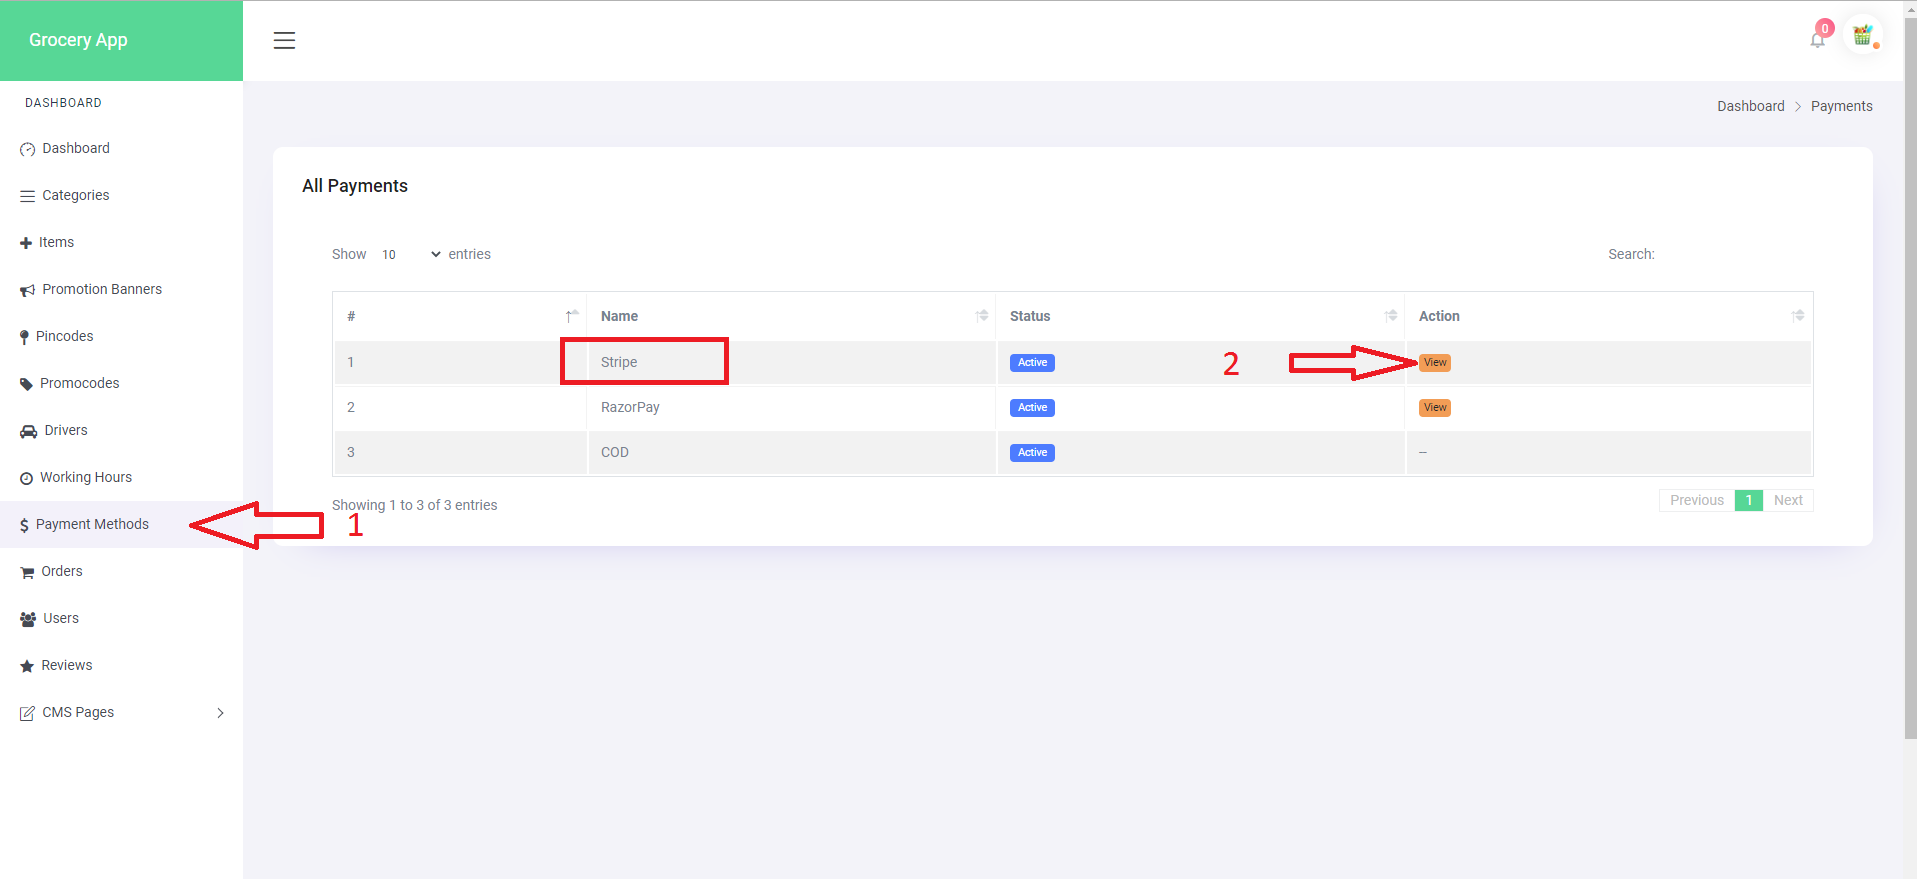 Grocery App
0
DASHBOARD
Dashboard > Payments
Dashboard
Categories
Items
Promotion Banners
Pincodes
Promocodes
Drivers
Working Hours
Payment Methods
1
Orders
Users
Reviews
CMS Pages
All Payments
Show 10 entries
Search:
# Name Status Action
1 Stripe Active 2 View
2 RazorPay Active View
3 COD Active --
Showing 1 to 3 of 3 entries
Previous 1 Next